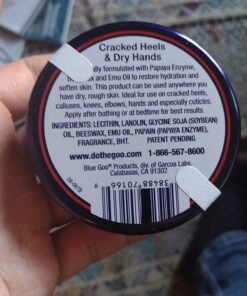 Cracked Heels
& Dry Hands
formulated with Papaya Enzyme,
and Emu Oil to restore hydration and
soften skin. This product can be used anywhere you
have dry, rough skin. Ideal for use on cracked heels,
calluses, knees, elbows, hands and especially cuticles.
Apply after bathing or at bedtime for best results.
INGREDIENTS: LECITHIN, LANOLIN, GLYCINE SOJA (SOYBEAN)
OIL, BEESWAX, EMU OIL, PAPAIN (PAPAYA ENZYME),
FRAGRANCE, BHT. PATENT PENDING
www.dothegoo.com 1-866-567-8600
Blue Goo® Products, div. of Garcoa Labs.
Calabasas, CA 91302
38488 70166 9